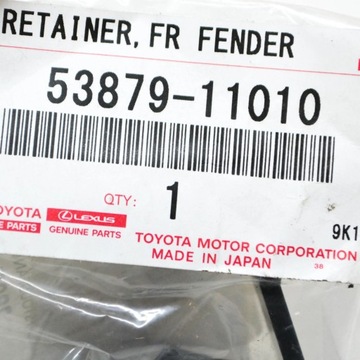 RETAINER, FR FENDER
53879-11010
QTY: 1
TOYOTA LEXUS
PARTS GENUINE PARTS
TOYOTA MOTOR CORPORATION 9K1
MADE IN JAPAN 38